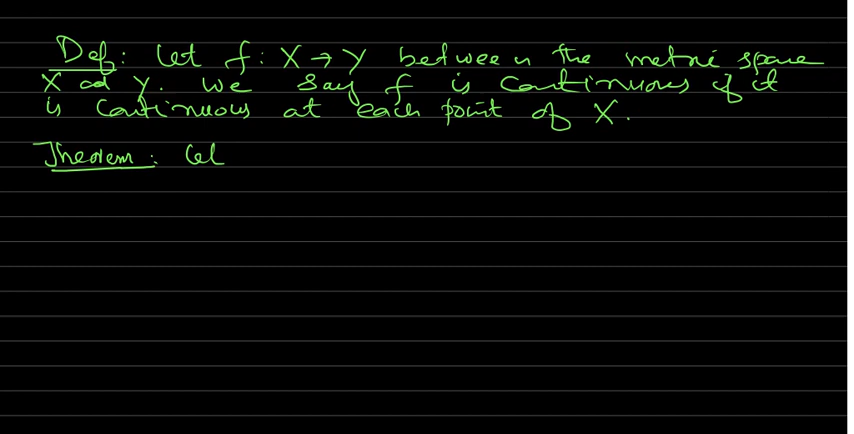 Def: Let f: X → Y between the metric space
X and Y. We say f is continuous if it
is continuous at each point of X.
Theorem: Let